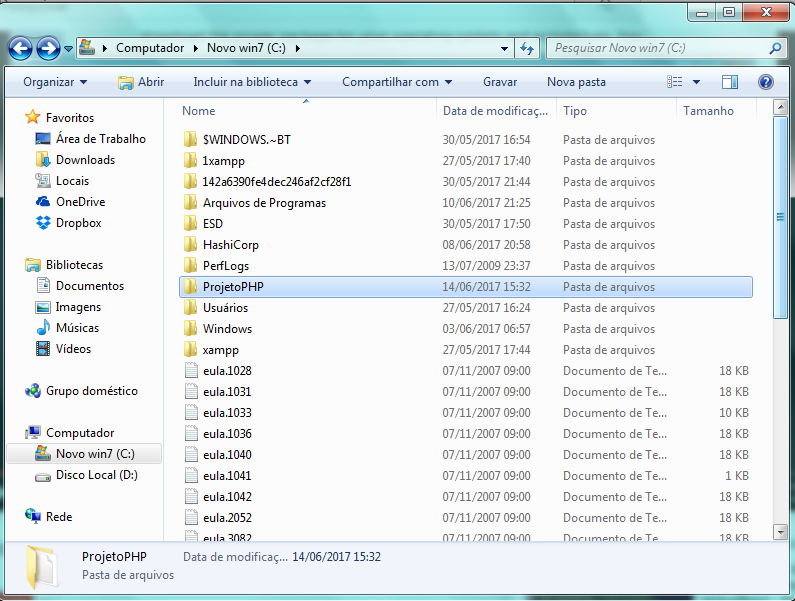 Computador Novo win7 (C:) Pesquisar Novo win7 (C:)
Organizar Abrir Incluir na biblioteca Compartilhar com Gravar Nova pasta
Favoritos
Área de Trabalho
Downloads
Locais
OneDrive
Dropbox
Bibliotecas
Documentos
Imagens
Músicas
Vídeos
Grupo doméstico
Computador
Novo win7 (C:)
Disco Local (D:)
Rede
Nome Data de modificaç... Tipo Tamanho
$WINDOWS.~BT 30/05/2017 16:54 Pasta de arquivos
1xampp 27/05/2017 17:40 Pasta de arquivos
142a6390fe4dec246af2cf28f1 30/05/2017 21:44 Pasta de arquivos
Arquivos de Programas 10/06/2017 21:25 Pasta de arquivos
ESD 30/05/2017 17:50 Pasta de arquivos
HashiCorp 08/06/2017 20:58 Pasta de arquivos
PerfLogs 13/07/2009 23:37 Pasta de arquivos
ProjetoPHP 14/06/2017 15:32 Pasta de arquivos
Usuários 27/05/2017 16:24 Pasta de arquivos
Windows 03/06/2017 06:57 Pasta de arquivos
xampp 27/05/2017 17:44 Pasta de arquivos
eula.1028 07/11/2007 09:00 Documento de Te... 18 KB
eula.1031 07/11/2007 09:00 Documento de Te... 18 KB
eula.1033 07/11/2007 09:00 Documento de Te... 10 KB
eula.1036 07/11/2007 09:00 Documento de Te... 18 KB
eula.1040 07/11/2007 09:00 Documento de Te... 18 KB
eula.1041 07/11/2007 09:00 Documento de Te... 1 KB
eula.1042 07/11/2007 09:00 Documento de Te... 18 KB
eula.2052 07/11/2007 09:00 Documento de Te... 18 KB
eula.3082 07/11/2007 09:00 Documento de Te... 18 KB
ProjetoPHP Data de modificaç... 14/06/2017 15:32
Pasta de arquivos